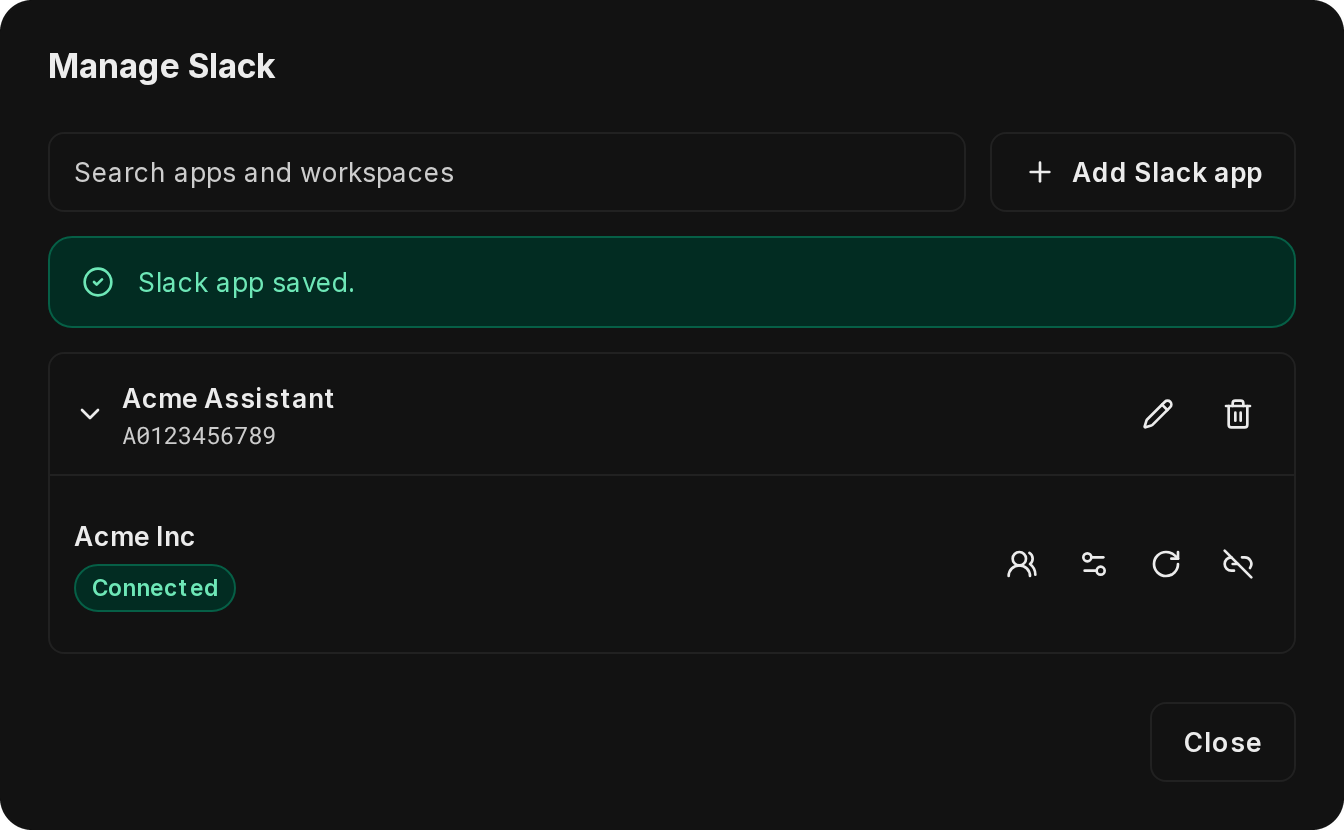 Manage Slack
Search apps and workspaces
Add Slack app
Slack app saved.
Acme Assistant
A0123456789
Acme Inc
Connected
Close